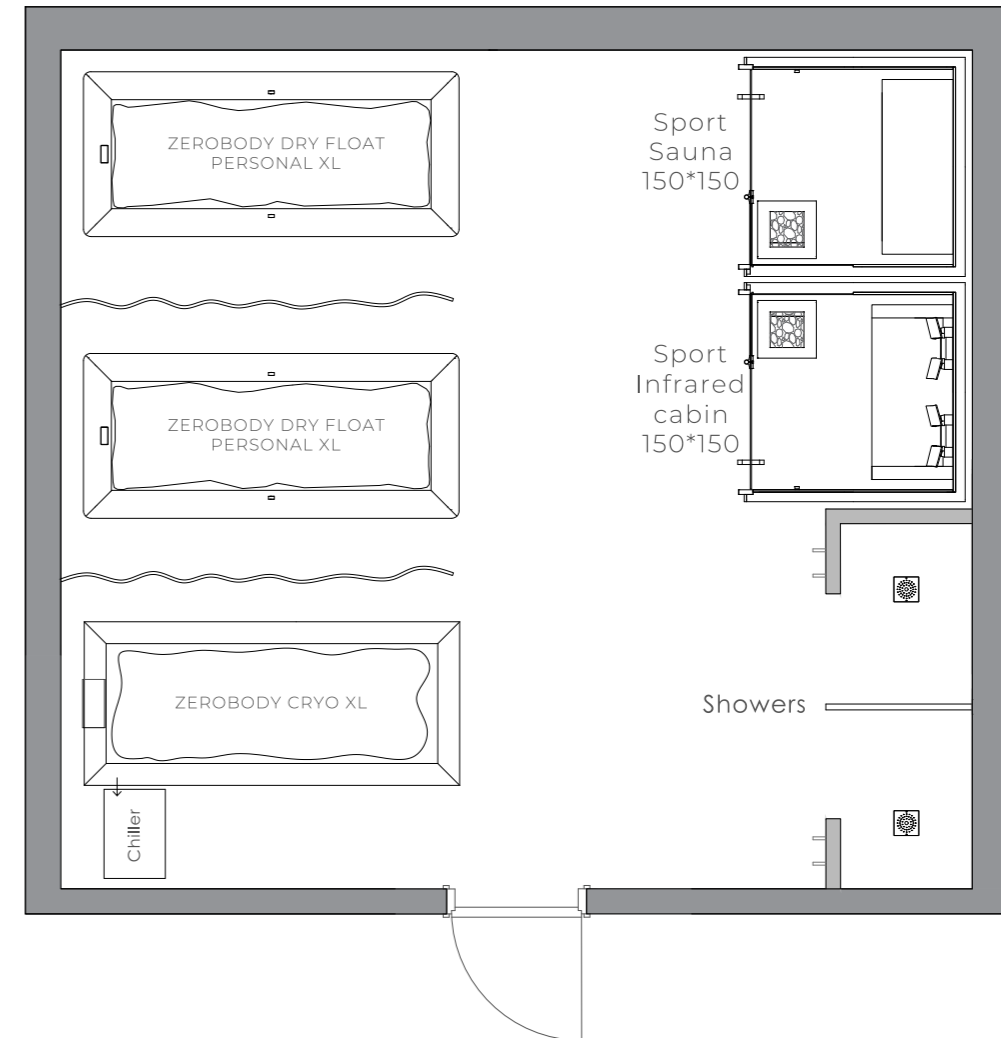 ZEROBODY DRY FLOAT
PERSONAL XL
Sport
Sauna
150*150
ZEROBODY DRY FLOAT
PERSONAL XL
Sport
Infrared
cabin
150*150
ZEROBODY CRYO XL
Showers
Chiller